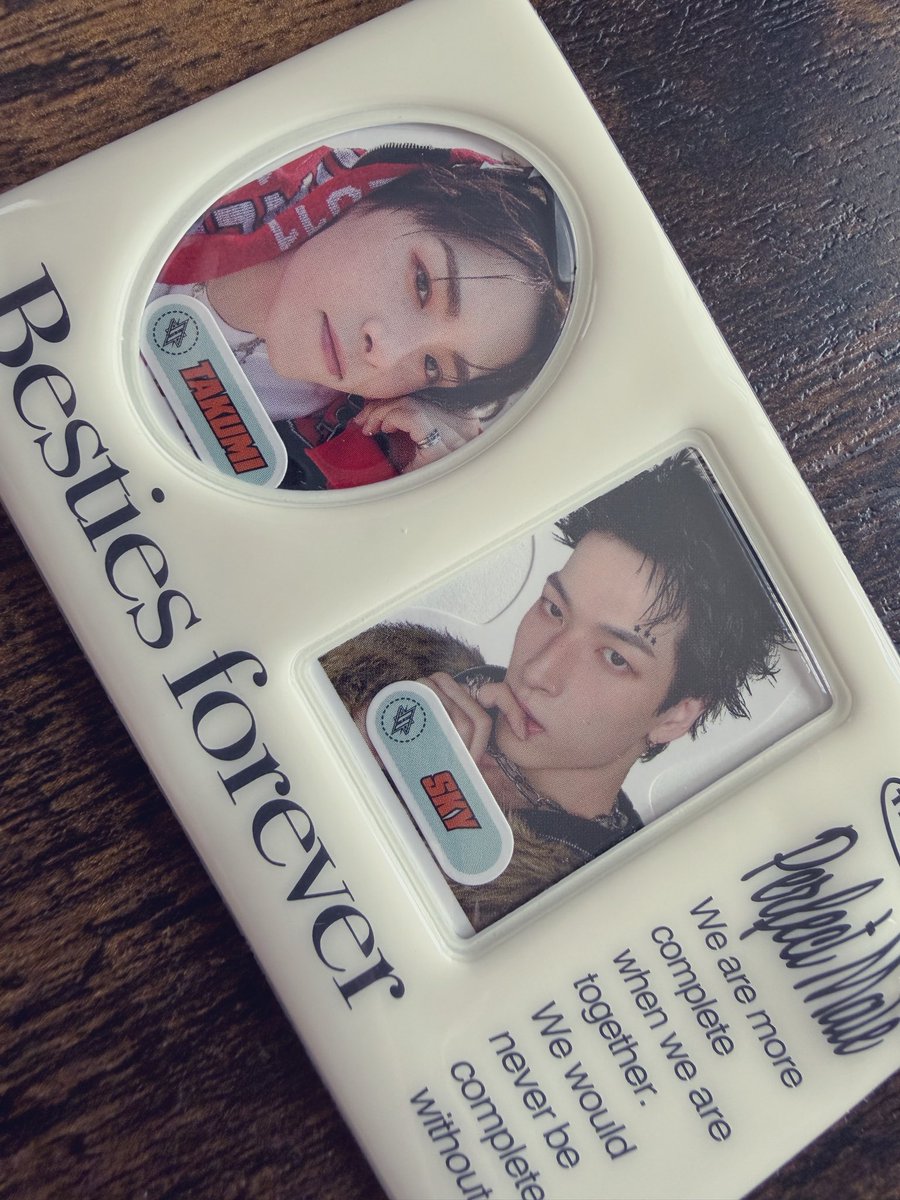 Besties forever
TAKUMI
SKY
Perfect Mate
We are more
complete
when we are
together.
We would
never be
complete
without